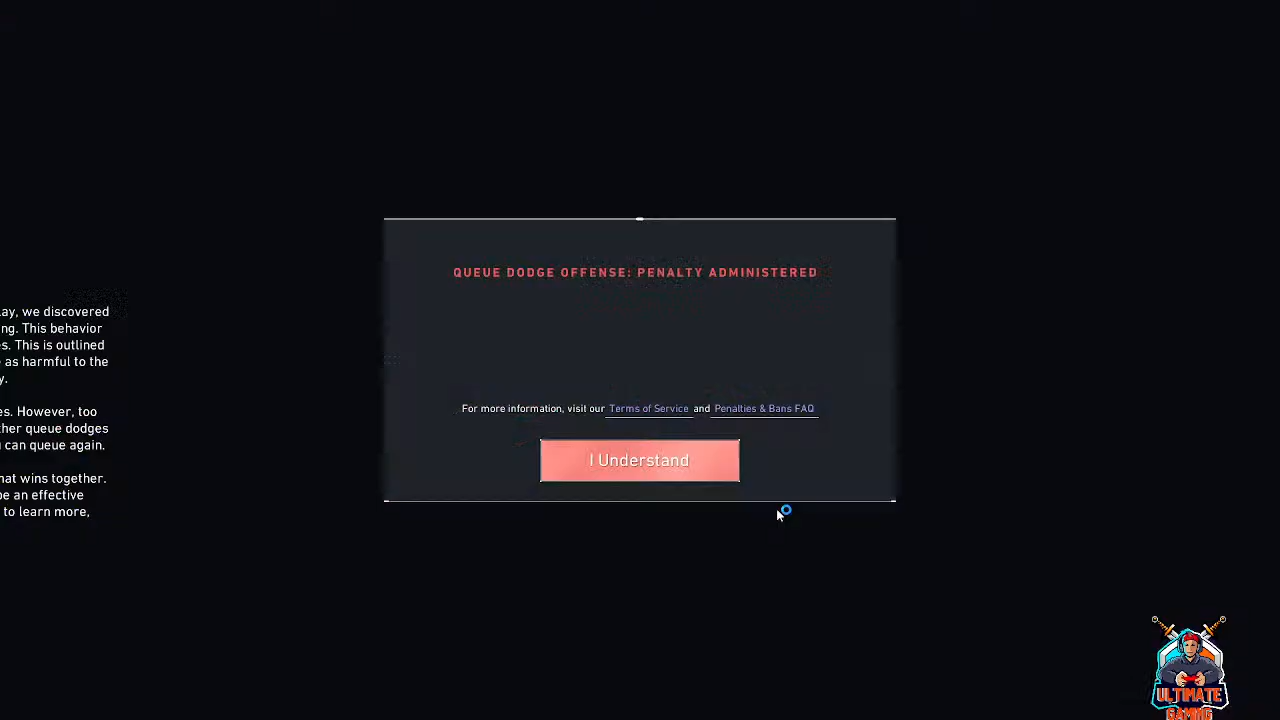 QUEUE DODGE OFFENSE: PENALTY ADMINISTERED
lay, we discovered
ng. This behavior
s. This is outlined
e as harmful to the
y.
es. However, too
ther queue dodges
u can queue again.
hat wins together.
be an effective
to learn more,
For more information, visit our Terms of Service and Penalties & Bans FAQ
I Understand
ULTIMATE
GAMING